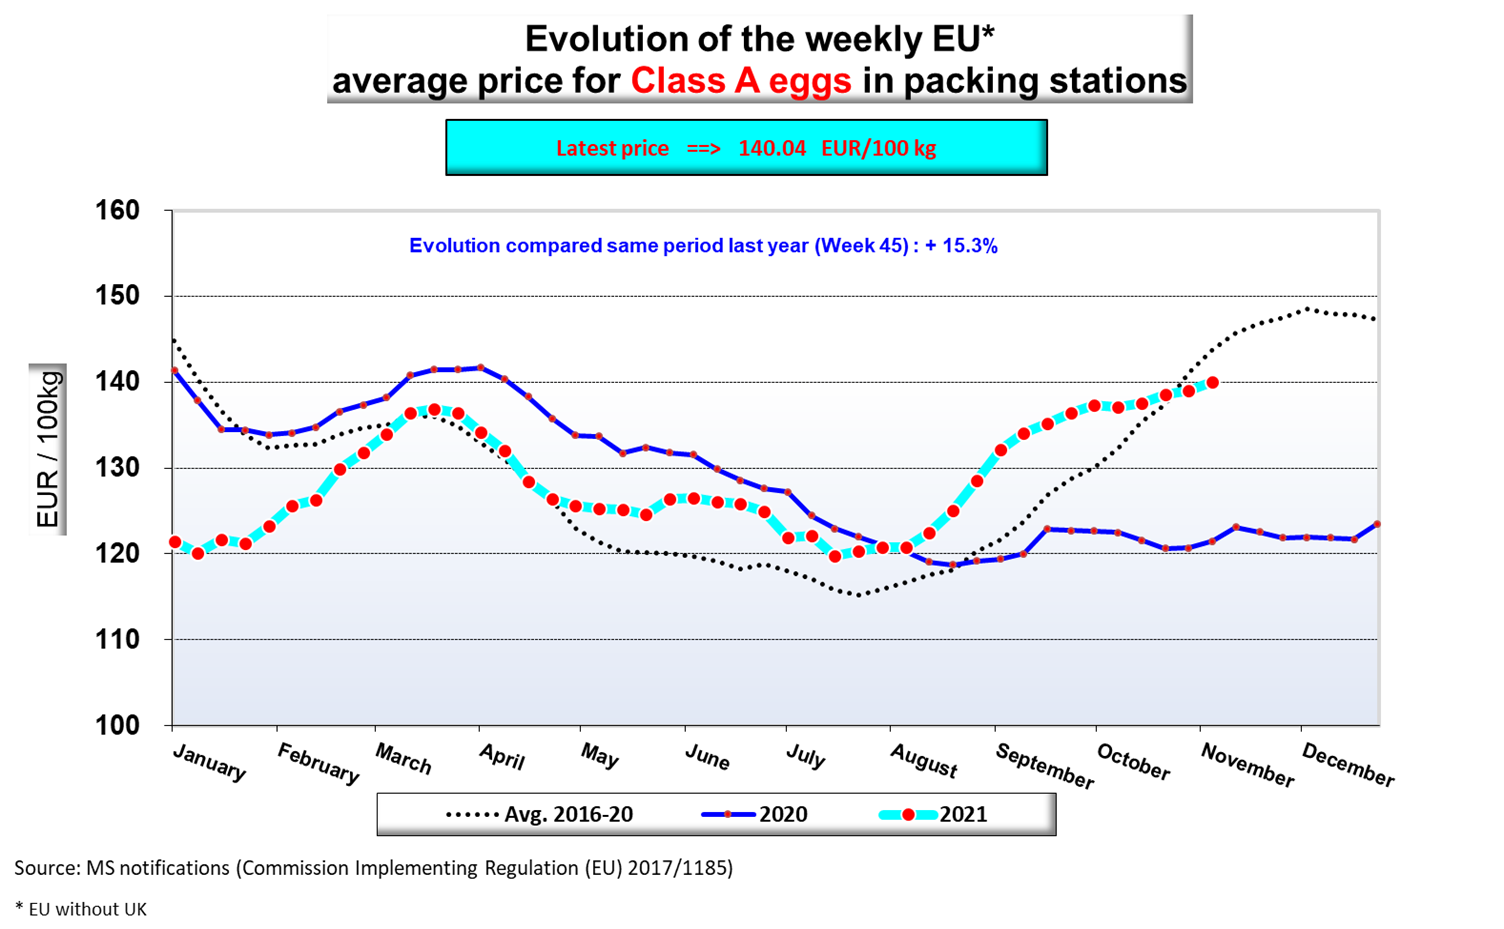 Evolution of the weekly EU*
average price for Class A eggs in packing stations
Latest price ==> 140.04 EUR/100 kg
Evolution compared same period last year (Week 45) : + 15.3%
EUR / 100kg
160
150
140
130
120
110
100
January
February
March
April
May
June
July
August
September
October
November
December
Avg. 2016-20
2020
2021
Source: MS notifications (Commission Implementing Regulation (EU) 2017/1185)
* EU without UK